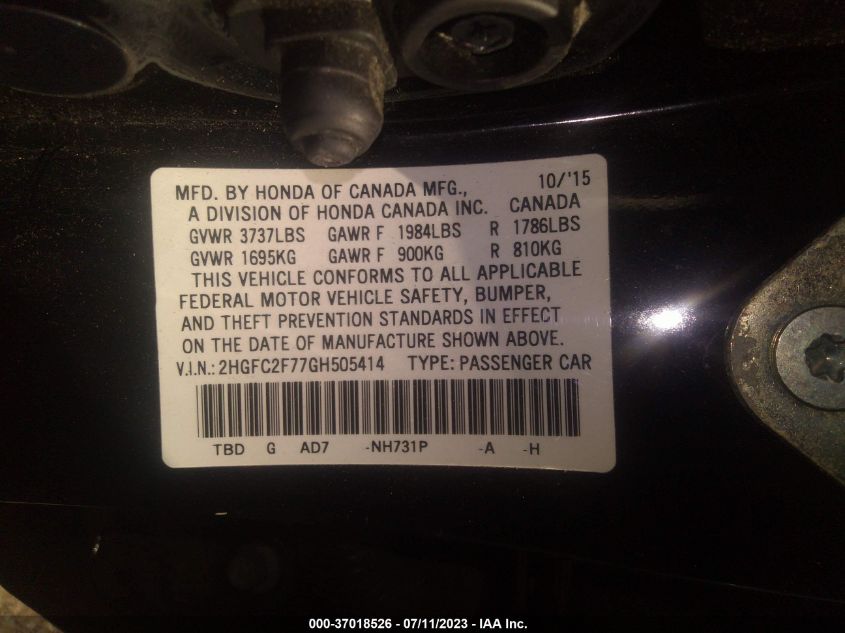 MFD. BY HONDA OF CANADA MFG., 10/'15
A DIVISION OF HONDA CANADA INC. CANADA
GVWR 3737LBS GAWR F 1984LBS R 1786LBS
GVWR 1695KG GAWR F 900KG R 810KG
THIS VEHICLE CONFORMS TO ALL APPLICABLE
FEDERAL MOTOR VEHICLE SAFETY, BUMPER,
AND THEFT PREVENTION STANDARDS IN EFFECT
ON THE DATE OF MANUFACTURE SHOWN ABOVE.
V.I.N.: 2HGFC2F77GH505414 TYPE: PASSENGER CAR
TBD G AD7 -NH731P -A -H
000-37018526 - 07/11/2023 - IAA Inc.